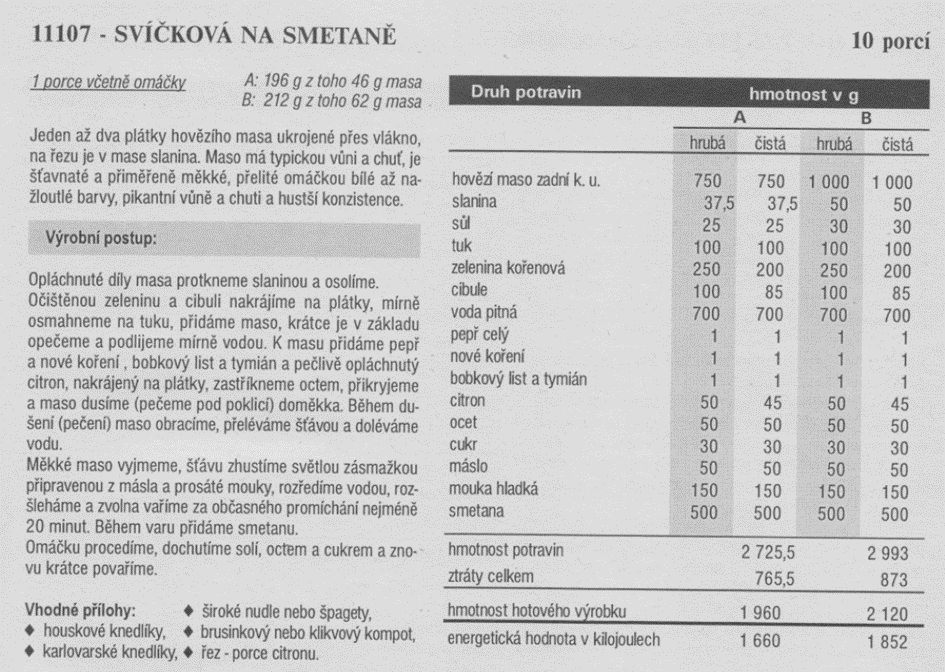 11107 - SVÍČKOVÁ NA SMETANĚ
10 porcí
1 porce včetně omáčky A: 196 g z toho 46 g masa
B: 212 g z toho 62 g masa
Jeden až dva plátky hovězího masa ukrojené přes vlákno,
na řezu je v mase slanina. Maso má typickou vůni a chuť, je
šťavnaté a přiměřeně měkké, přelité omáčkou bílé až na-
žloutlé barvy, pikantní vůně a chuti a hustší konzistence.
Výrobní postup:
Opláchnuté díly masa protkneme slaninou a osolíme.
Očištěnou zeleninu a cibuli nakrájíme na plátky, mírně
osmahneme na tuku, přidáme maso, krátce je v základu
opečeme a podlijeme mírně vodou. K masu přidáme pepř
a nové koření , bobkový list a tymián a pečlivě opláchnutý
citron, nakrájený na plátky, zastříkneme octem, přikryjeme
a maso dusíme (pečeme pod poklicí) doměkka. Během du-
šení (pečení) maso obracíme, přeléváme šťávou a doléváme
vodu.
Měkké maso vyjmeme, šťávu zhustíme světlou zásmažkou
připravenou z másla a prosáté mouky, rozředíme vodou, roz-
šleháme a zvolna vaříme za občasného promíchání nejméně
20 minut. Během varu přidáme smetanu.
Omáčku procedíme, dochutíme solí, octem a cukrem a zno-
vu krátce povaříme.
Vhodné přílohy: ♦ široké nudle nebo špagety,
♦ houskové knedlíky, ♦ brusinkový nebo klikvový kompot,
♦ karlovarské knedlíky, ♦ řez - porce citronu.
Druh potravin hmotnost v g
A B
hrubá čistá hrubá čistá
hovězí maso zadní k. u. 750 750 1 000 1 000
slanina 37,5 37,5 50 50
sůl 25 25 30 30
tuk 100 100 100 100
zelenina kořenová 250 200 250 200
cibule 100 85 100 85
voda pitná 700 700 700 700
pepř celý 1 1 1 1
nové koření 1 1 1 1
bobkový list a tymián 1 1 1 1
citron 50 45 50 45
ocet 50 50 50 50
cukr 30 30 30 30
máslo 50 50 50 50
mouka hladká 150 150 150 150
smetana 500 500 500 500
hmotnost potravin 2 725,5 2 993
ztráty celkem 765,5 873
hmotnost hotového výrobku 1 960 2 120
energetická hodnota v kilojoulech 1 660 1 852